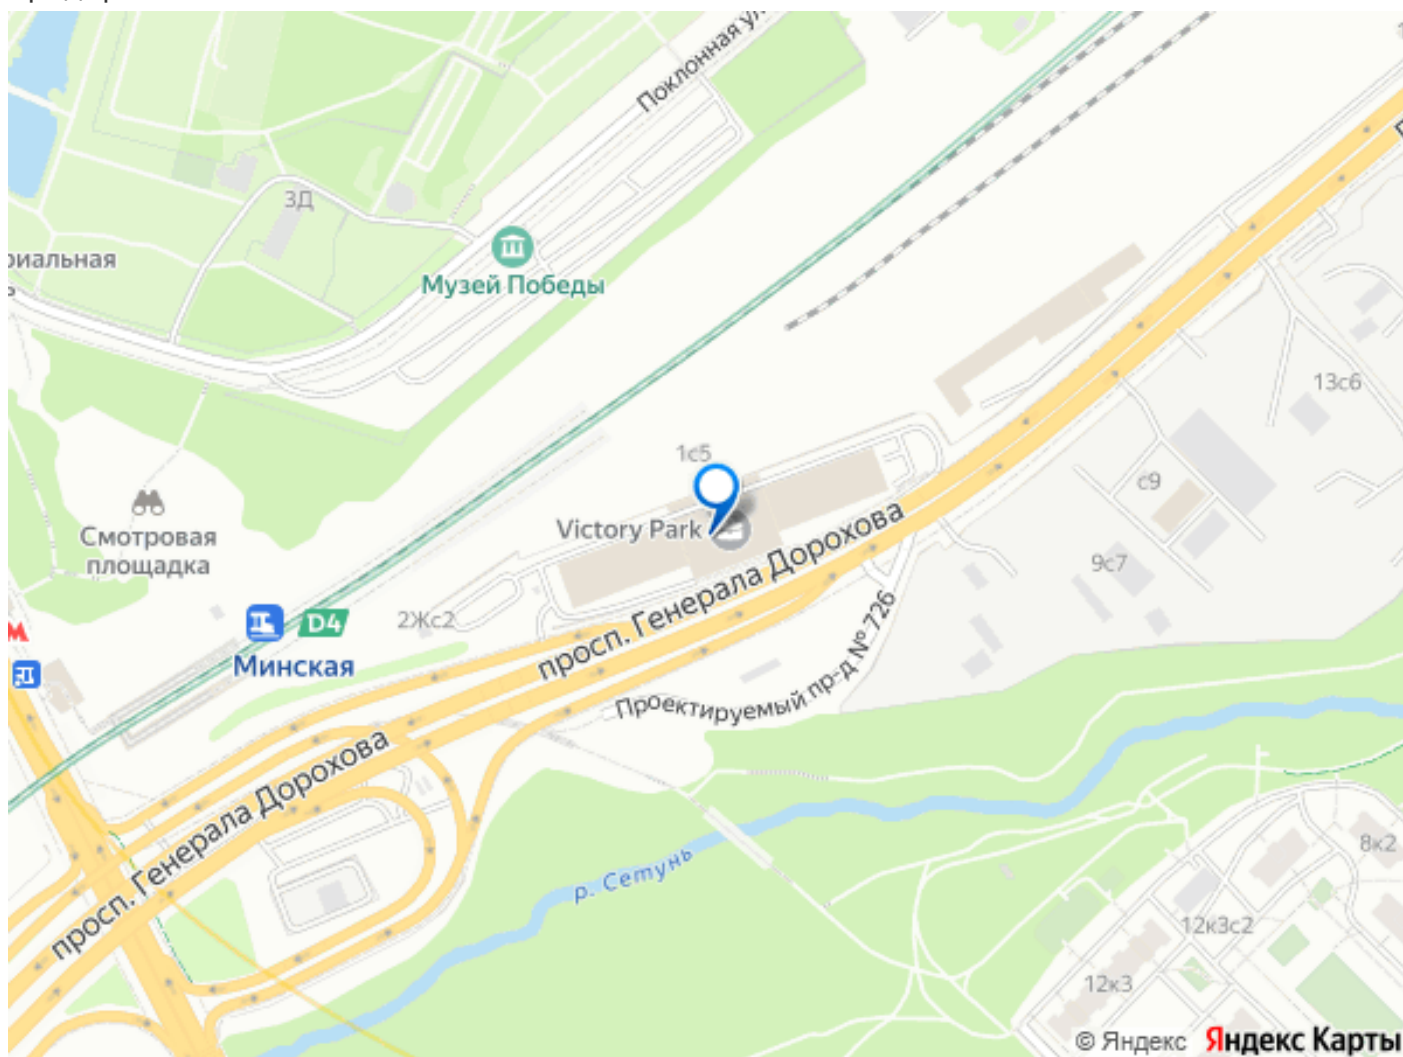 Поклонная ул.
3Д
риальная
Музей Победы
13с6
1с5
с9
Смотровая
площадка
Victory Park
просп. Генерала Дорохова
9с7
2Жс2
D4
Минская
Проектируемый пр-д № 726
просп. Генерала Дорохова
р. Сетунь
8к2
12к3с2
12к3
© Яндекс Яндекс Карты